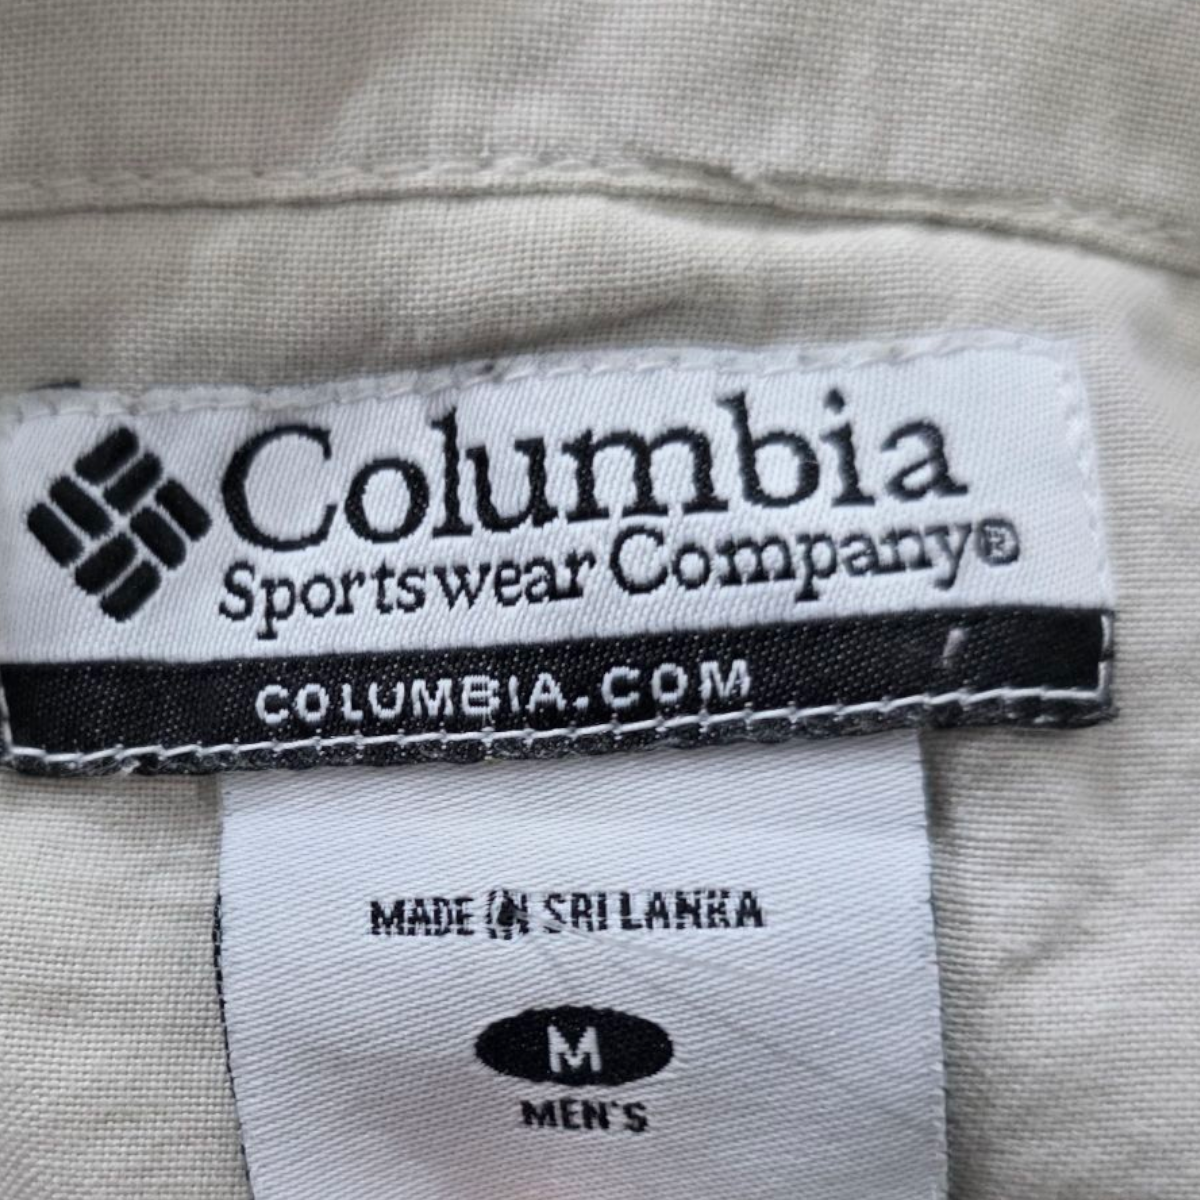 Columbia
Sportswear Company®
COLUMBIA.COM
MADE IN SRI LANKA
M
MEN'S